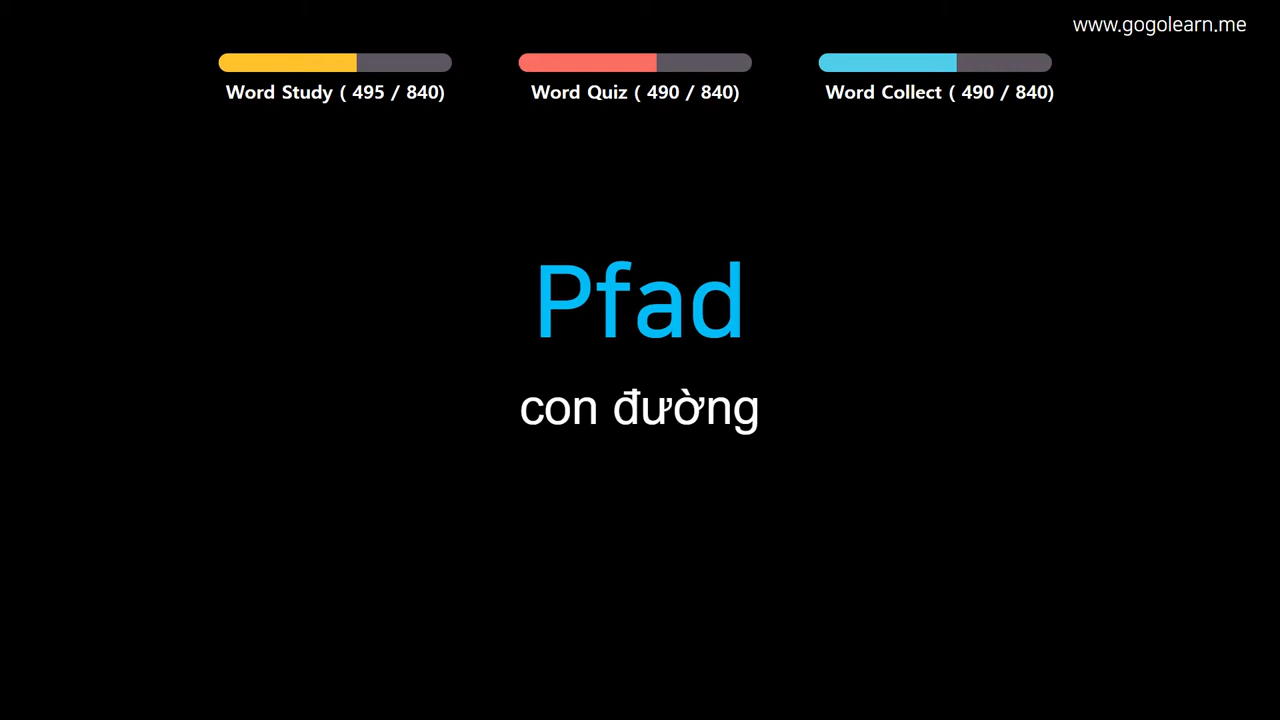 www.gogolearn.me
Word Study ( 495 / 840)
Word Quiz ( 490 / 840)
Word Collect ( 490 / 840)
Pfad
con đường